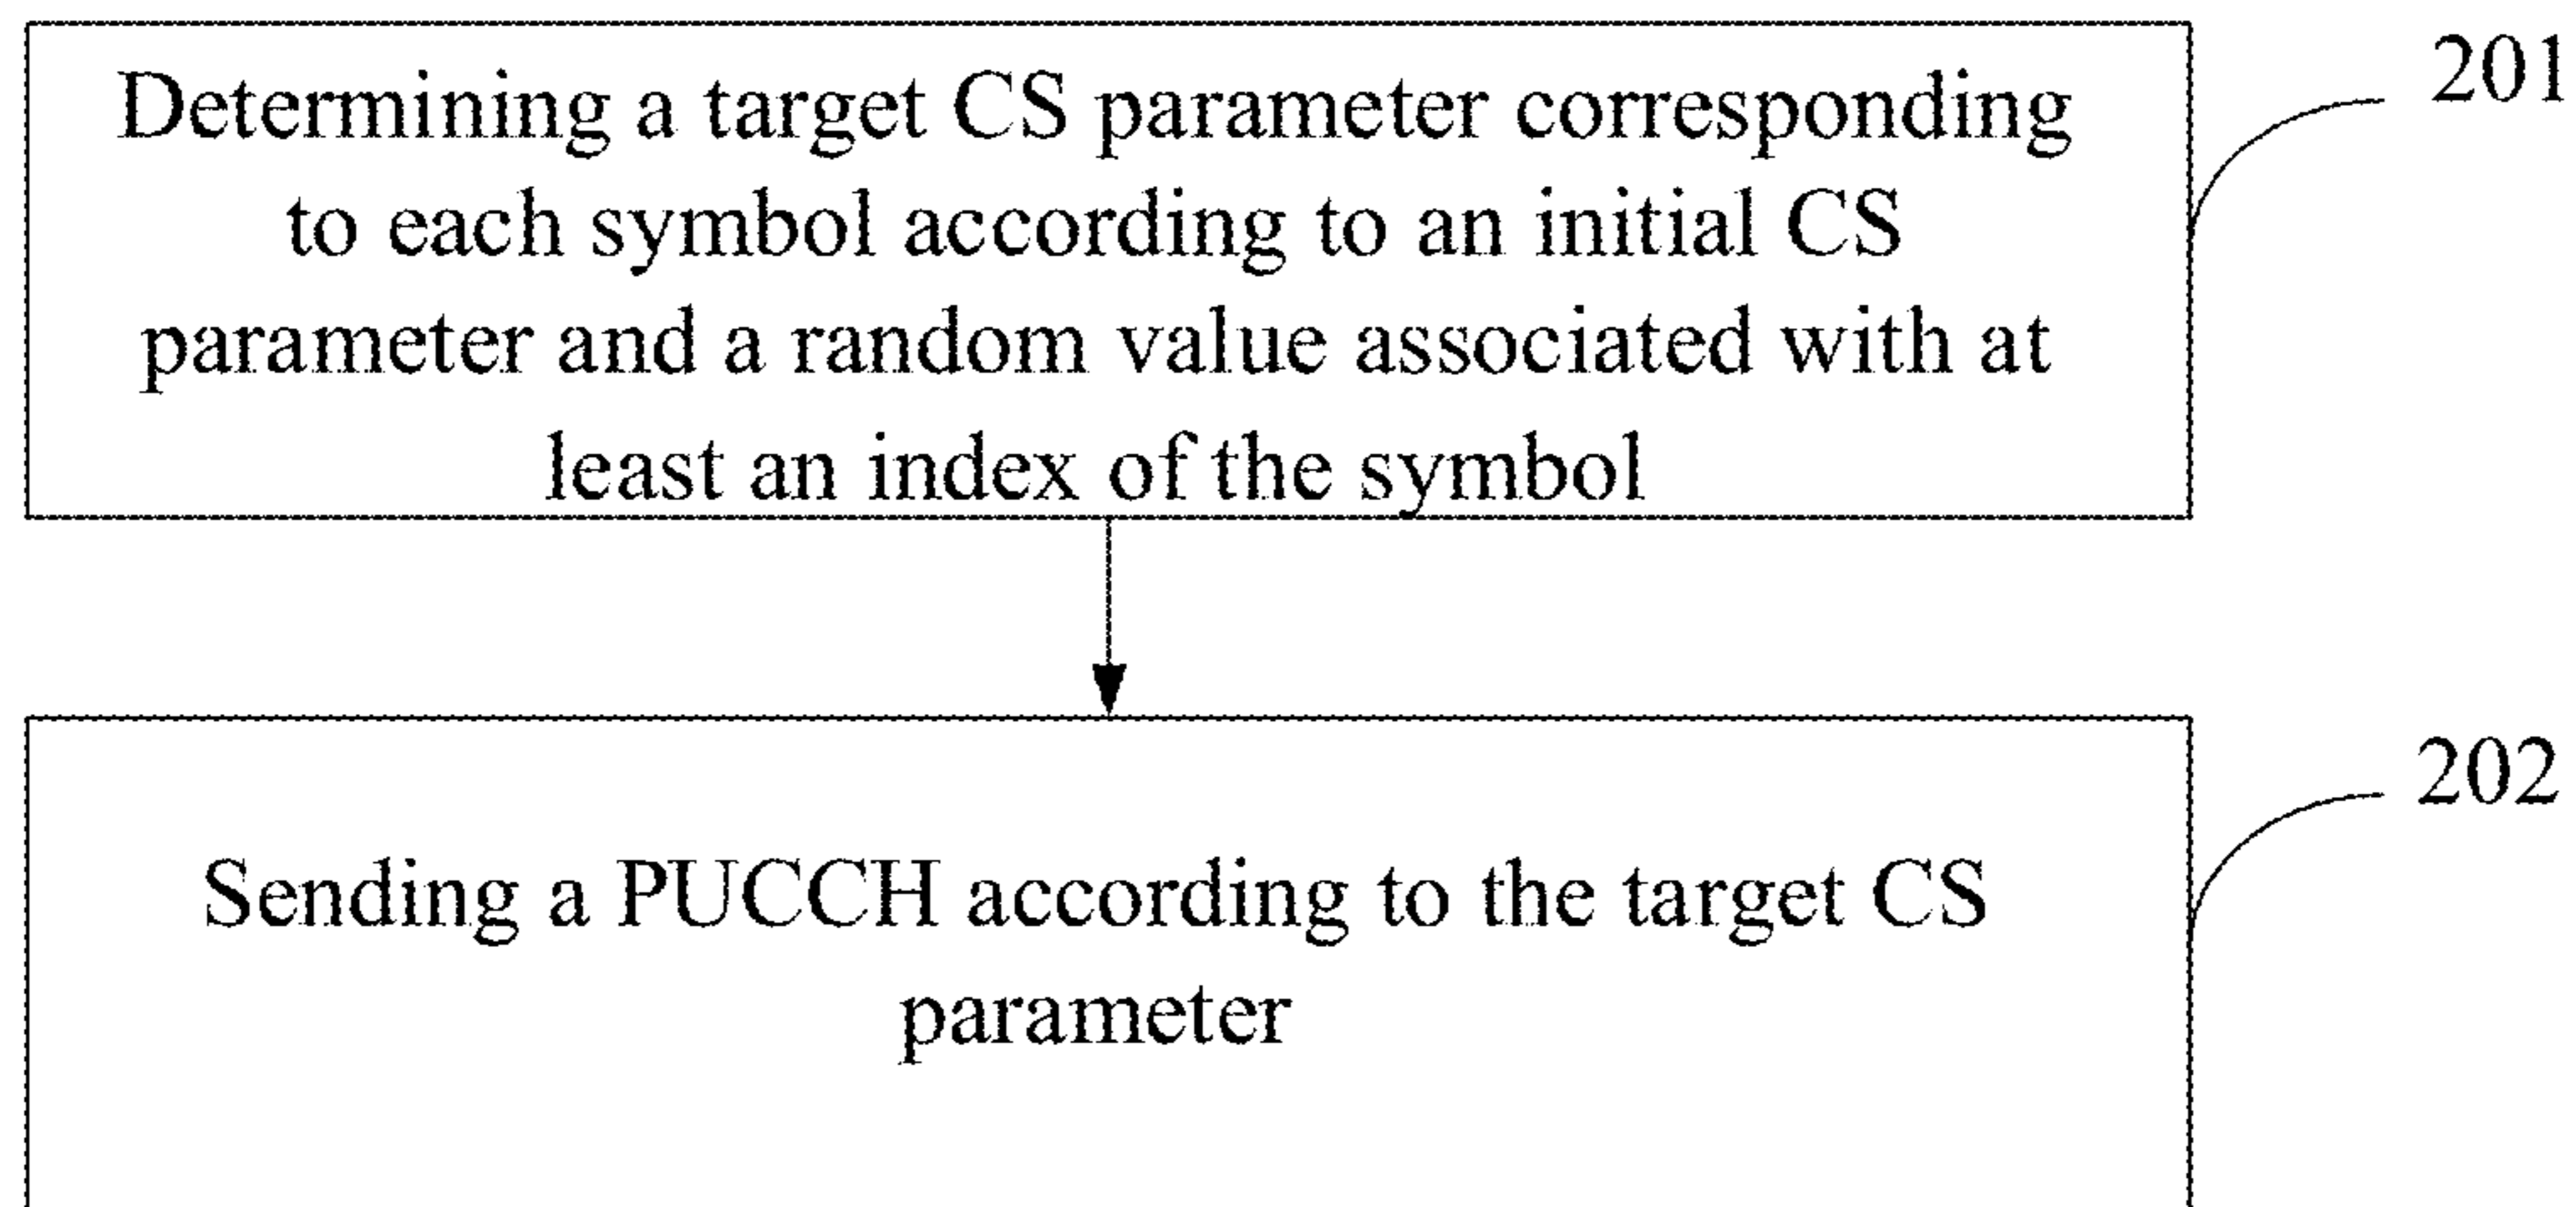 Determining a target CS parameter corresponding
201
to each symbol according to an initial CS
parameter and a random value associated with at
least an index of the symbol
202
Sending a PUCCH according to the target CS
parameter